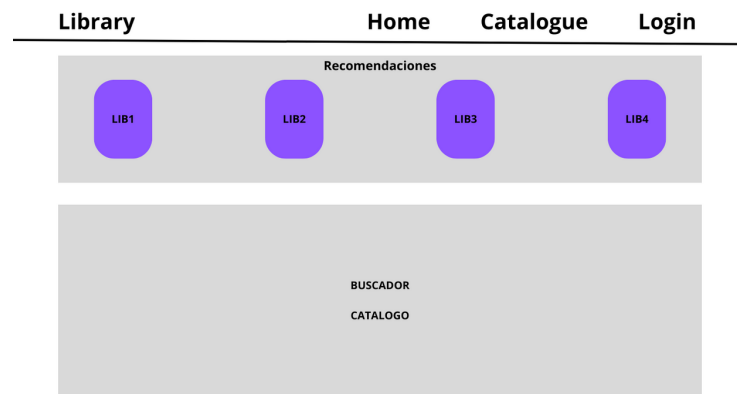 Library Home Catalogue Login
Recomendaciones
LIB1 LIB2 LIB3 LIB4
BUSCADOR
CATALOGO